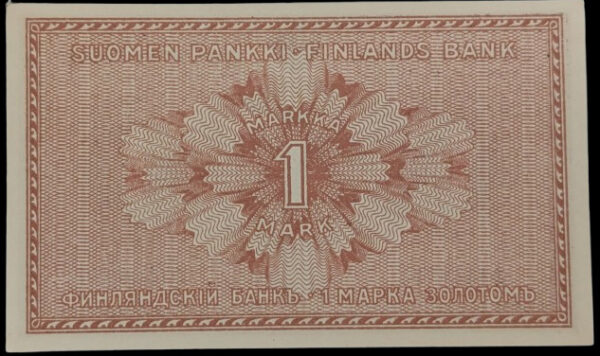 SUOMEN PANKKI · FINLANDS BANK
MARKKA
1
MARK
ФИНЛЯНДСКІЙ БАНКЪ · 1 МАРКА ЗОЛОТОМЪ